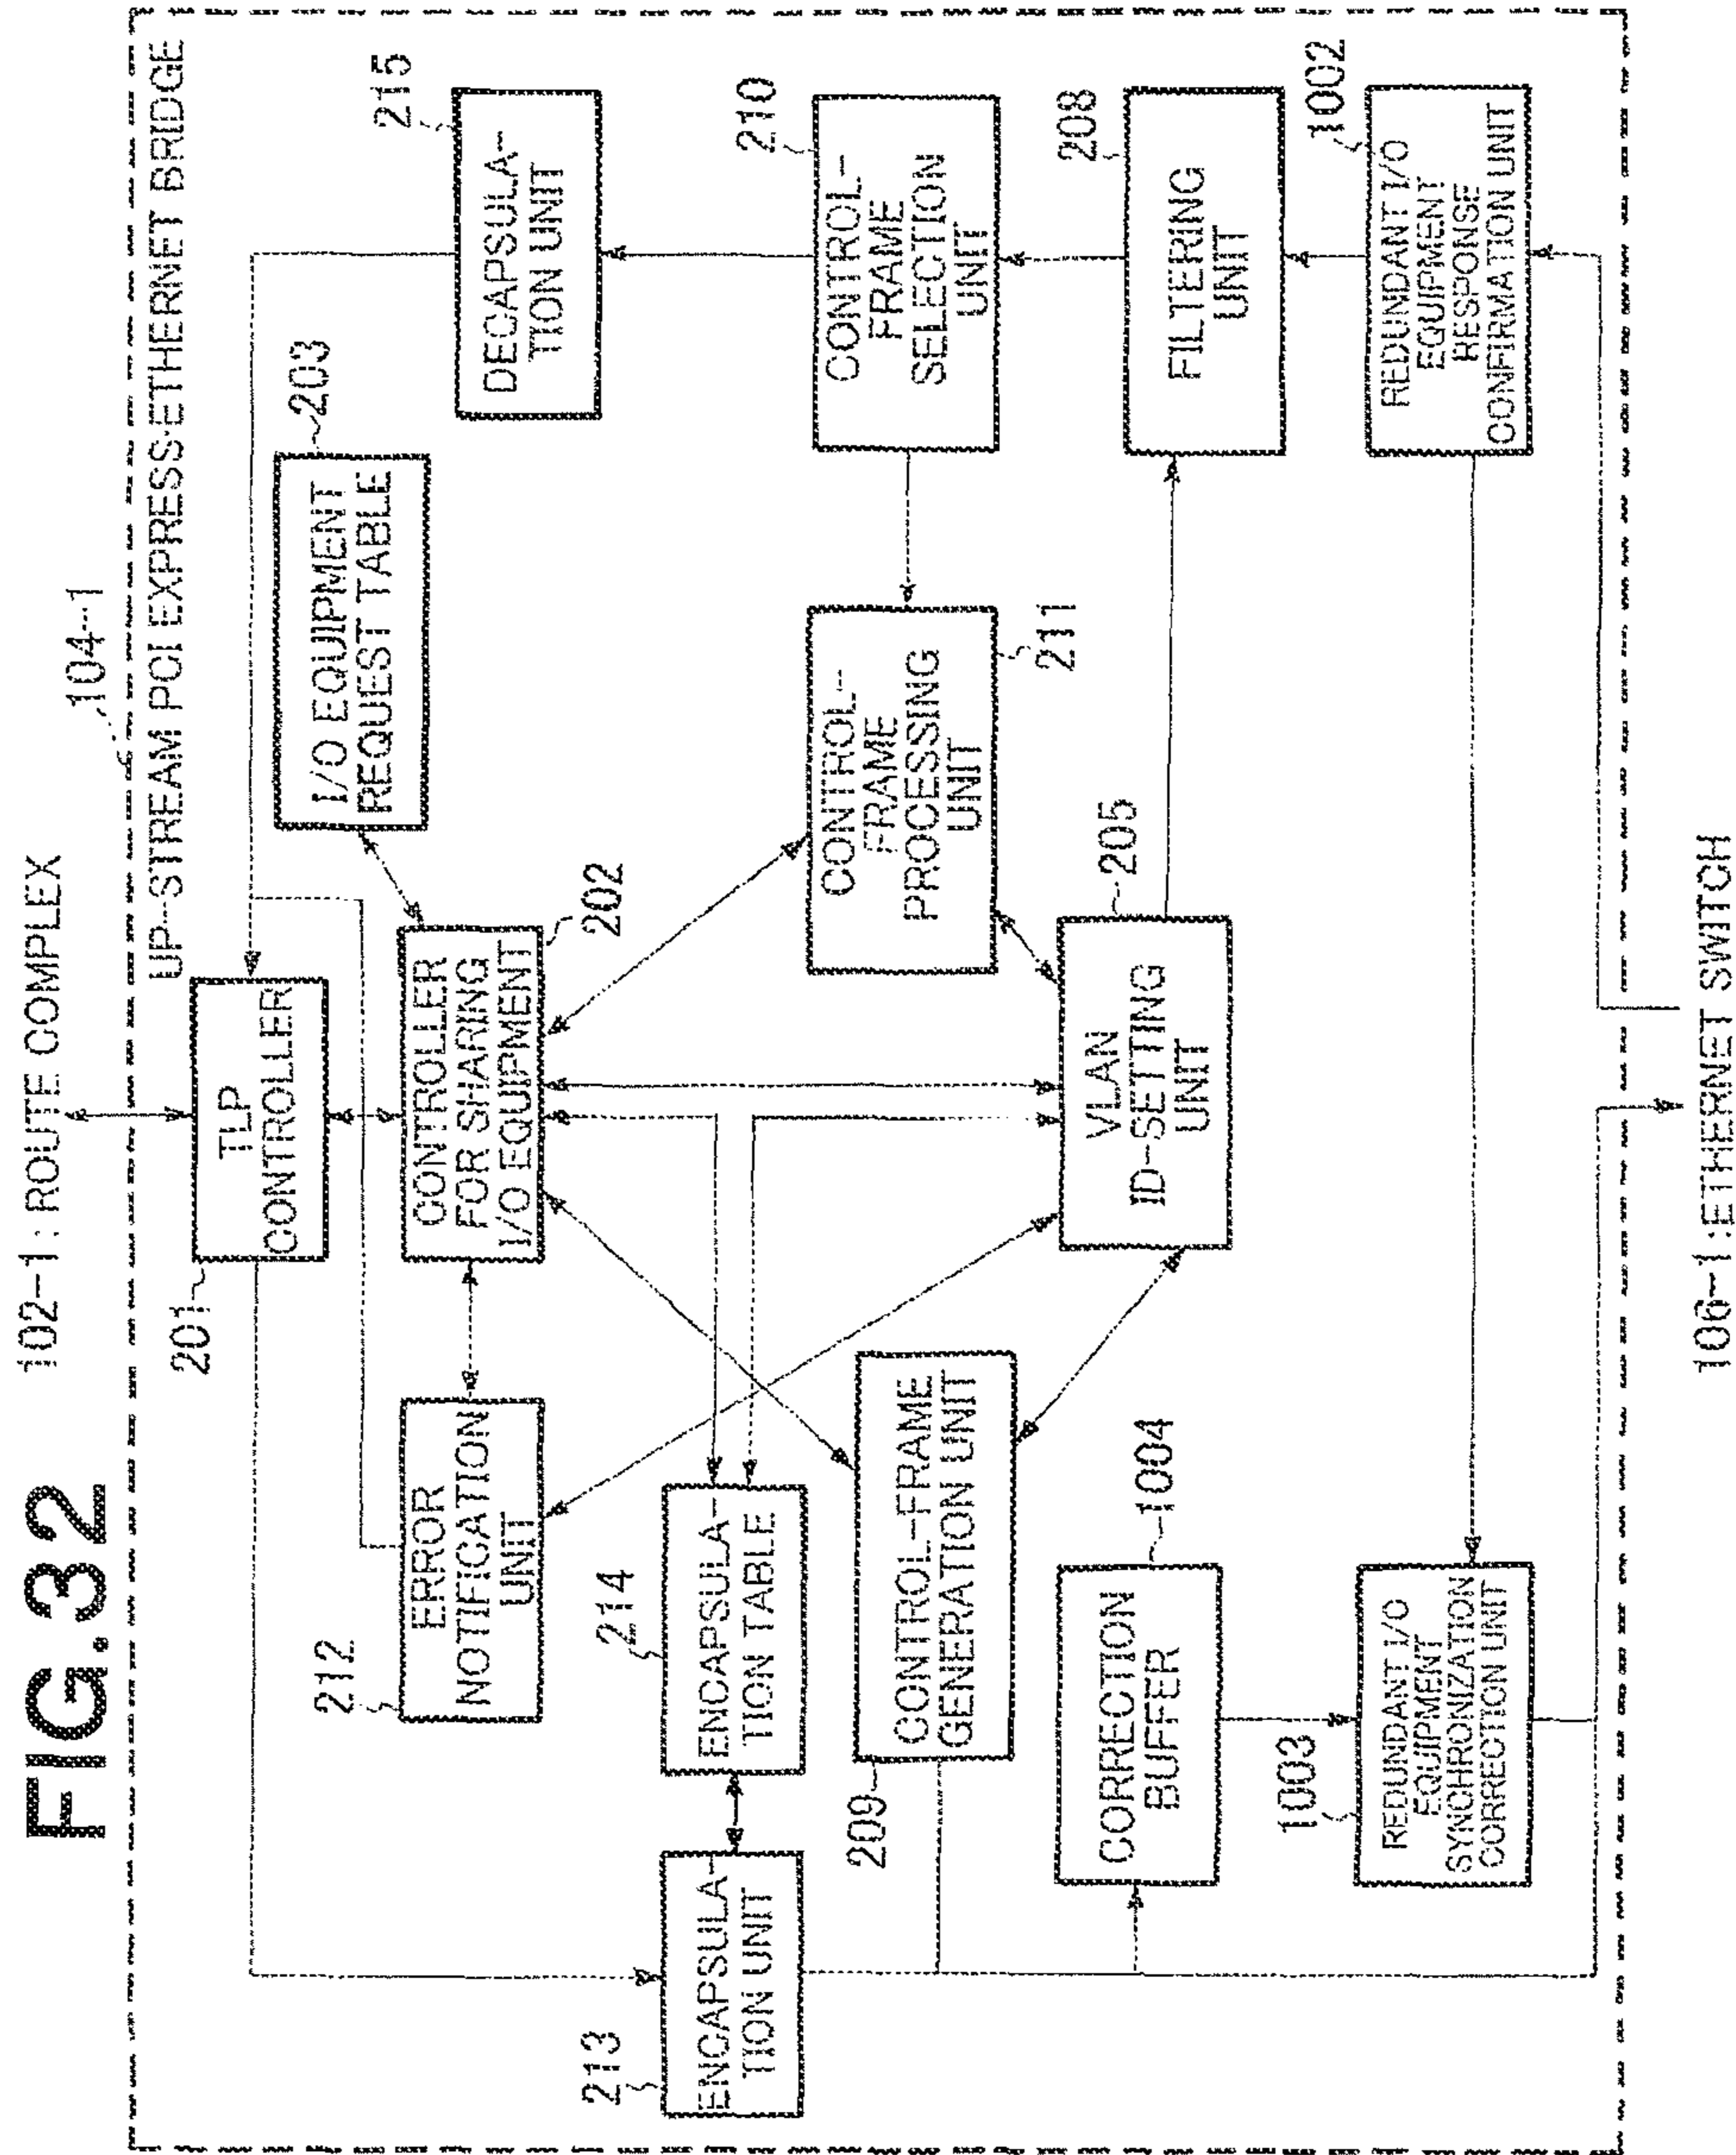 FIG.32
102-1:ROUTE COMPLEX
104-1
UP-STREAM PCI EXPRESS-ETHERNET BRIDGE
201
TLP
CONTROLLER
203
I/O EQUIPMENT
REQUEST TABLE
215
DECAPSULA-
TION UNIT
212
ERROR
NOTIFICATION
UNIT
CONTROLLER
FOR SHARING
I/O EQUIPMENT
202
213
ENCAPSULA-
TION UNIT
214
ENCAPSULA-
TION TABLE
209
CONTROL-FRAME
GENERATION UNIT
CONTROL-
FRAME
PROCESSING
UNIT
211
210
CONTROL-
FRAME
SELECTION
UNIT
CORRECTION
BUFFER
1004
VLAN
ID-SETTING
UNIT
205
208
FILTERING
UNIT
1003
REDUNDANT I/O
EQUIPMENT
SYNCHRONIZATION
CORRECTION UNIT
1002
REDUNDANT I/O
EQUIPMENT
RESPONSE
CONFIRMATION UNIT
106-1:ETHERNET SWITCH